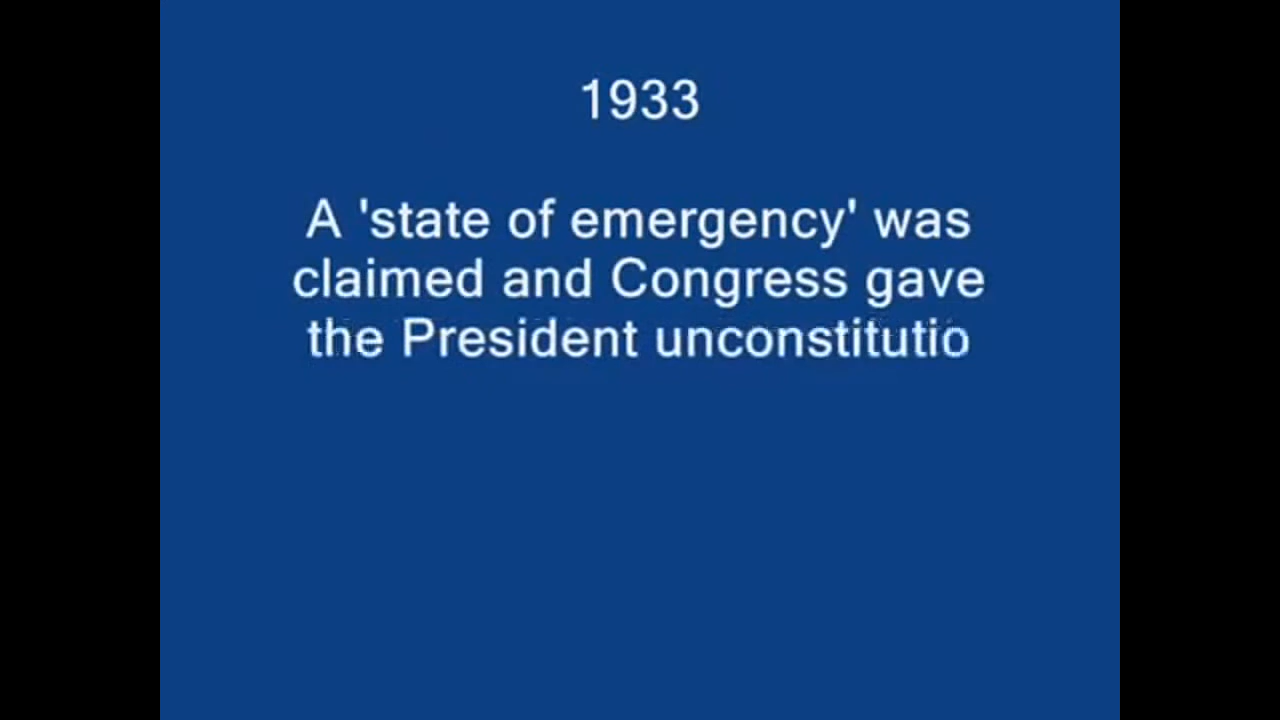 1933
A 'state of emergency' was
claimed and Congress gave
the President unconstitutio